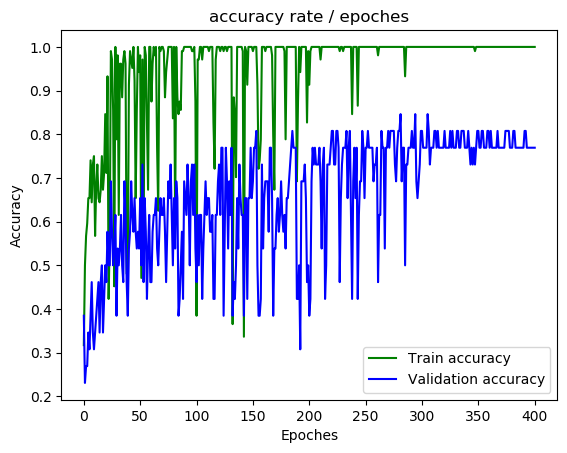 accuracy rate / epoches
1.0
0.9
0.8
0.7
0.6
0.5
0.4
0.3
0.2
Accuracy
Train accuracy
Validation accuracy
0 50 100 150 200 250 300 350 400
Epoches